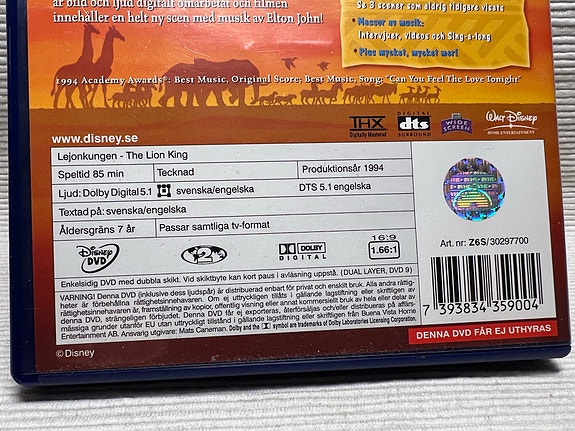 är bild och ljud digitalt omarbetat och filmen
innehåller en helt ny scen med musik av Elton John!
Se 3 scener som aldrig tidigare visats
• Massor av musik:
Intervjuer, videos och Sing-a-long
• Plus mycket, mycket mer!
1994 Academy Awards®: Best Music, Original Score; Best Music, Song, "Can You Feel The Love Tonight"
www.disney.se
THX
Digitally Mastered
DIGITAL
dts
SURROUND
WIDE
SCREEN
WALT DISNEY
HOME ENTERTAINMENT
Lejonkungen - The Lion King
Speltid 85 min
Tecknad
Produktionsår 1994
Ljud: Dolby Digital 5.1 svenska/engelska
DTS 5.1 engelska
Textad på: svenska/engelska
Åldersgräns 7 år
Passar samtliga tv-format
Disney
DVD
2
DOLBY
DIGITAL
16:9
1.66:1
Art. nr: Z6S/30297700
Enkelsidig DVD med dubbla skikt. Vid skiktbyte kan kort paus i avläsning uppstå. (DUAL LAYER, DVD 9)
VARNING! Denna DVD (inklusive dess ljudspår) är distribuerad enbart för privat och enskilt bruk. Alla andra rättig-
heter är förbehållna rättighetsinnehavaren. Om ej uttryckligen tillåts i gällande lagstiftning eller skriftligen av
rättighetsinnehavaren är, framställning av kopior, offentlig visning eller annat kommersiellt bruk av hela eller delar av
denna DVD, strängeligen förbjudet. Denna DVD får ej exporteras, återförsäljas och/eller distribueras på affärs-
mässiga grunder utanför EU utan uttryckligt tillstånd i gällande lagstiftning eller skriftligt från Buena Vista Home
Entertainment AB. Ansvarig utgivare: Mats Caneman. Dolby and the symbol are trademarks of Dolby Laboratories Licensing Corporation.
7 393834 359004
DENNA DVD FÅR EJ UTHYRAS
© Disney